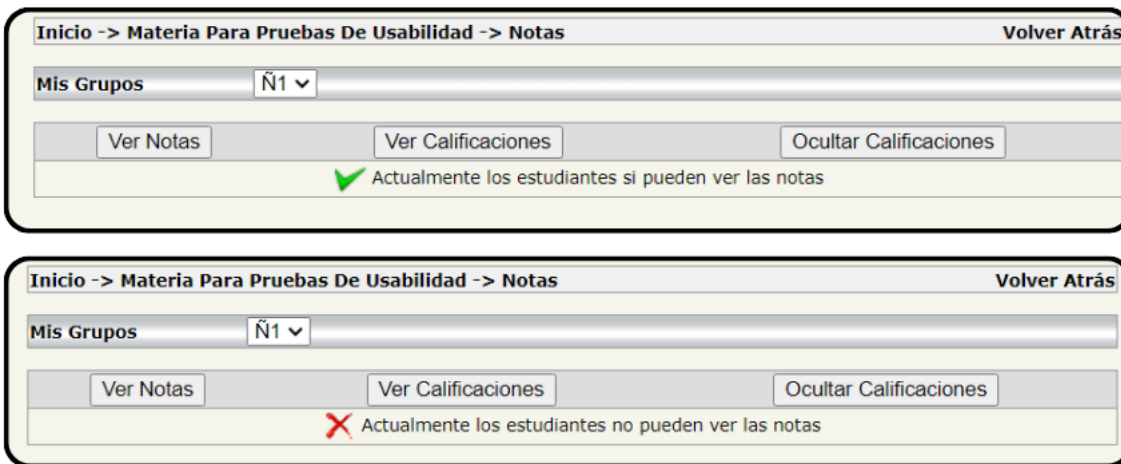 Inicio -> Materia Para Pruebas De Usabilidad -> Notas Volver Atrás
Mis Grupos Ñ1
Ver Notas Ver Calificaciones Ocultar Calificaciones
Actualmente los estudiantes si pueden ver las notas
Inicio -> Materia Para Pruebas De Usabilidad -> Notas Volver Atrás
Mis Grupos Ñ1
Ver Notas Ver Calificaciones Ocultar Calificaciones
Actualmente los estudiantes no pueden ver las notas